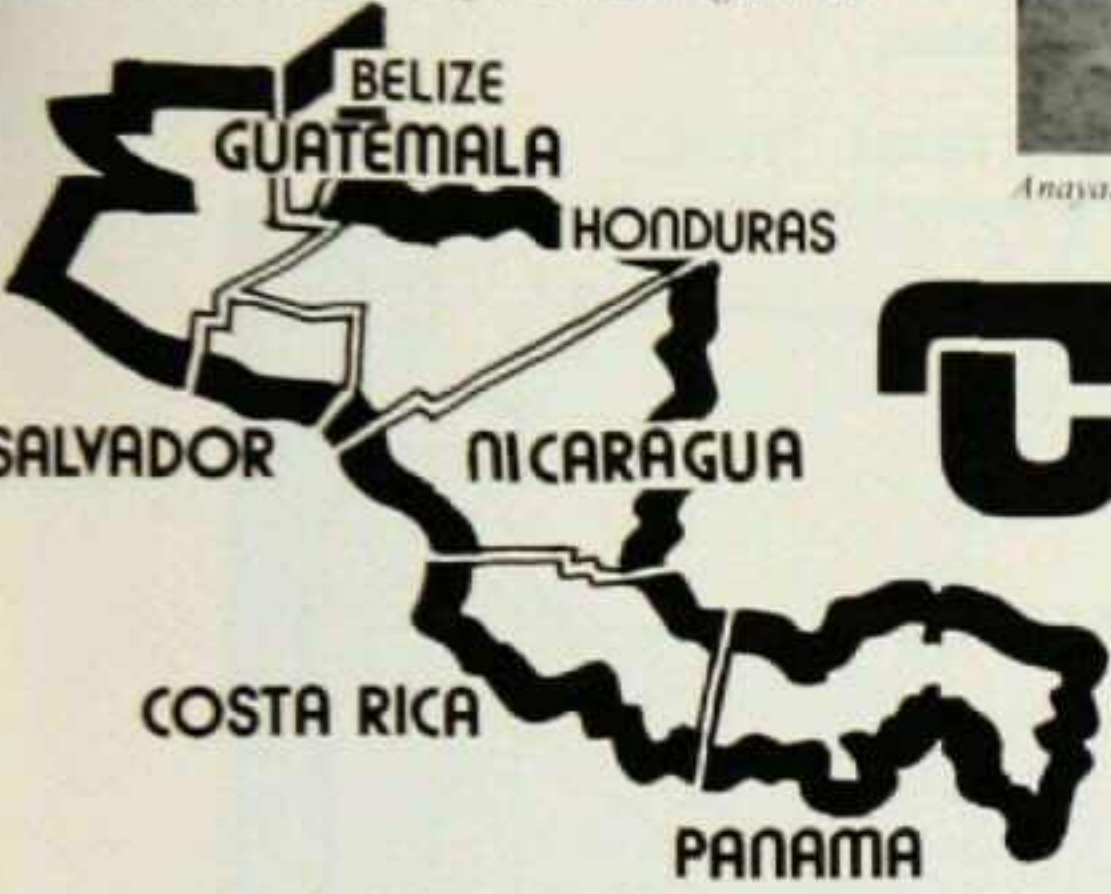 BELIZE
GUATEMALA
HONDURAS
SALVADOR
NICARAGUA
COSTA RICA
PANAMA